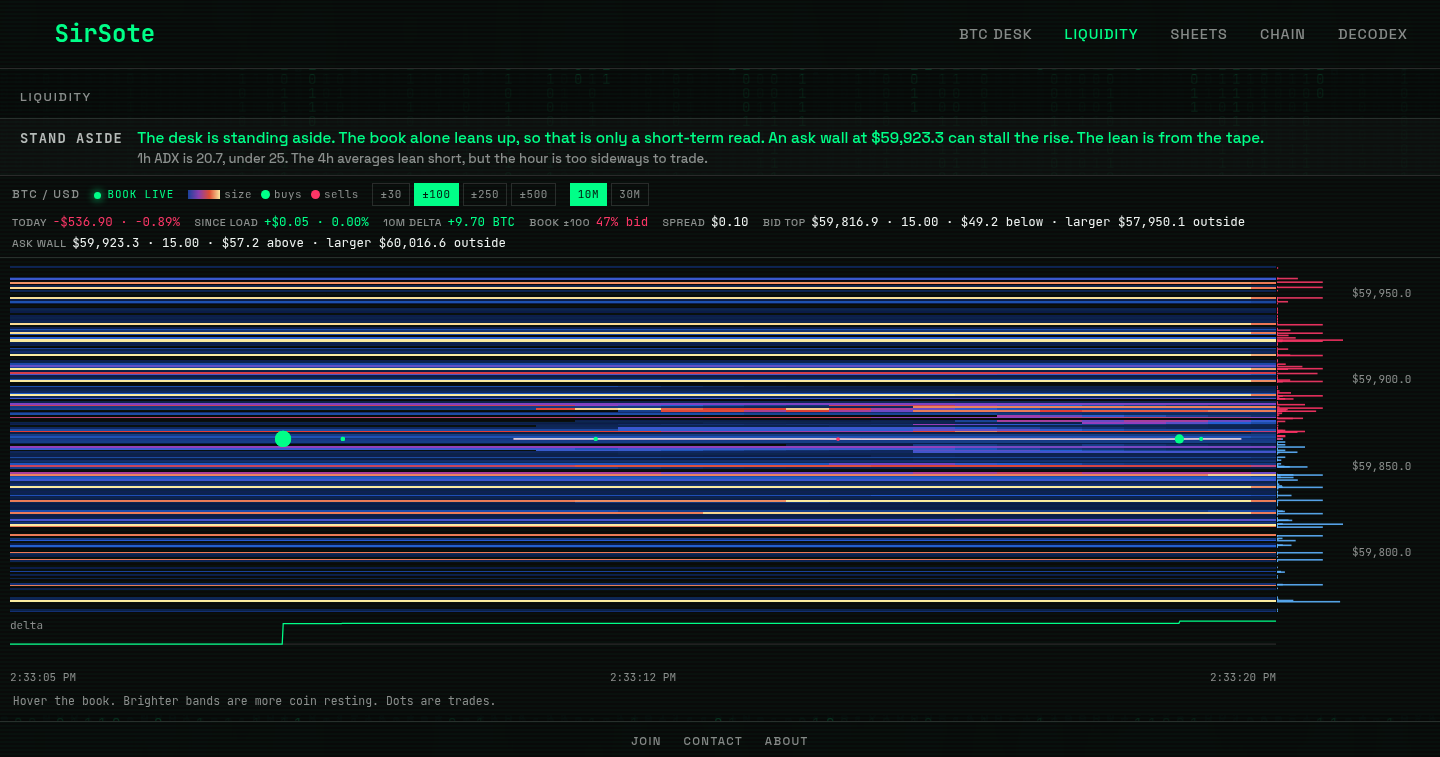 SirSote
BTC DESK LIQUIDITY SHEETS CHAIN DECODEX
LIQUIDITY
STAND ASIDE The desk is standing aside. The book alone leans up, so that is only a short-term read. An ask wall at $59,923.3 can stall the rise. The lean is from the tape.
1h ADX is 20.7, under 25. The 4h averages lean short, but the hour is too sideways to trade.
BTC / USD BOOK LIVE size buys sells ±30 ±100 ±250 ±500 10M 30M
TODAY -$536.90 · -0.89% SINCE LOAD +$0.05 · 0.00% 10M DELTA +9.70 BTC BOOK ±100 47% bid SPREAD $0.10 BID TOP $59,816.9 · 15.00 · $49.2 below · larger $57,950.1 outside
ASK WALL $59,923.3 · 15.00 · $57.2 above · larger $60,016.6 outside
$59,950.0
$59,900.0
$59,850.0
$59,800.0
delta
2:33:05 PM 2:33:12 PM 2:33:20 PM
Hover the book. Brighter bands are more coin resting. Dots are trades.
JOIN CONTACT ABOUT